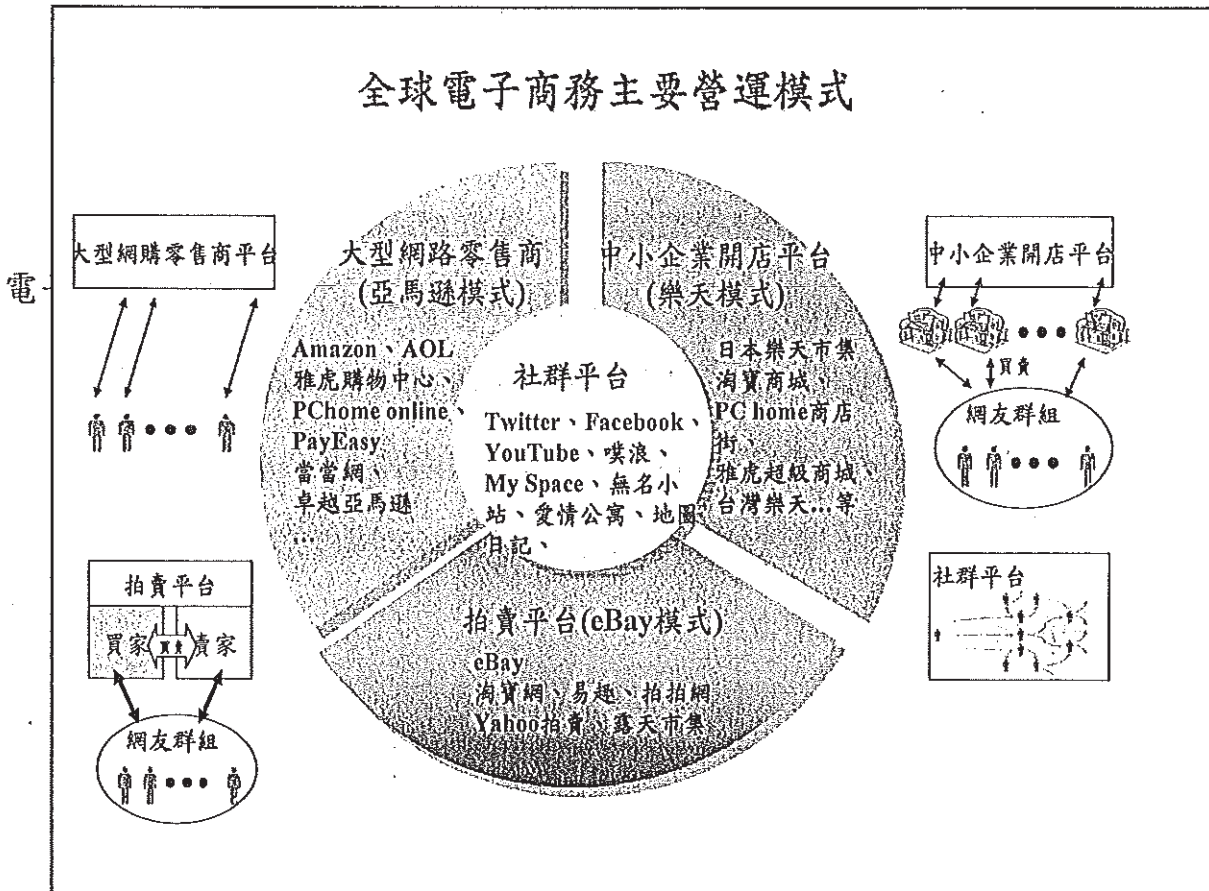 全球電子商務主要營運模式
電
大型網購零售商平台
大型網路零售商
(亞馬遜模式)
Amazon、AOL
雅虎購物中心、
PChome online、
PayEasy
當當網、
卓越亞馬遜
...
中小企業開店平台
(樂天模式)
日本樂天市集
淘寶商城、
PC home商店
街、
雅虎超級商城、
台灣樂天...等
中小企業開店平台
買賣
網友群組
社群平台
Twitter、Facebook、
YouTube、噗浪、
My Space、無名小
站、愛情公寓、地圖
日記、
拍賣平台
買家
買賣
賣家
網友群組
拍賣平台(eBay模式)
eBay
淘寶網、易趣、拍拍網
Yahoo拍賣、露天市集
社群平台